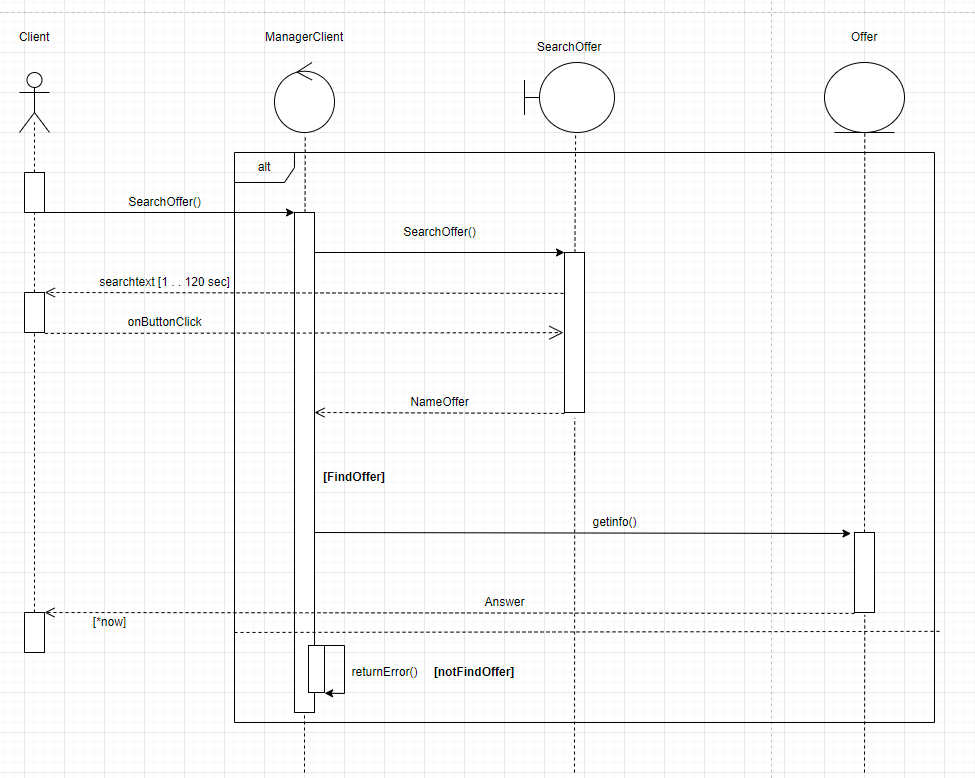 Client
ManagerClient
SearchOffer
Offer
alt
SearchOffer()
SearchOffer()
searchtext [1 . . 120 sec]
onButtonClick
NameOffer
[FindOffer]
getinfo()
Answer
[*now]
returnError() [notFindOffer]